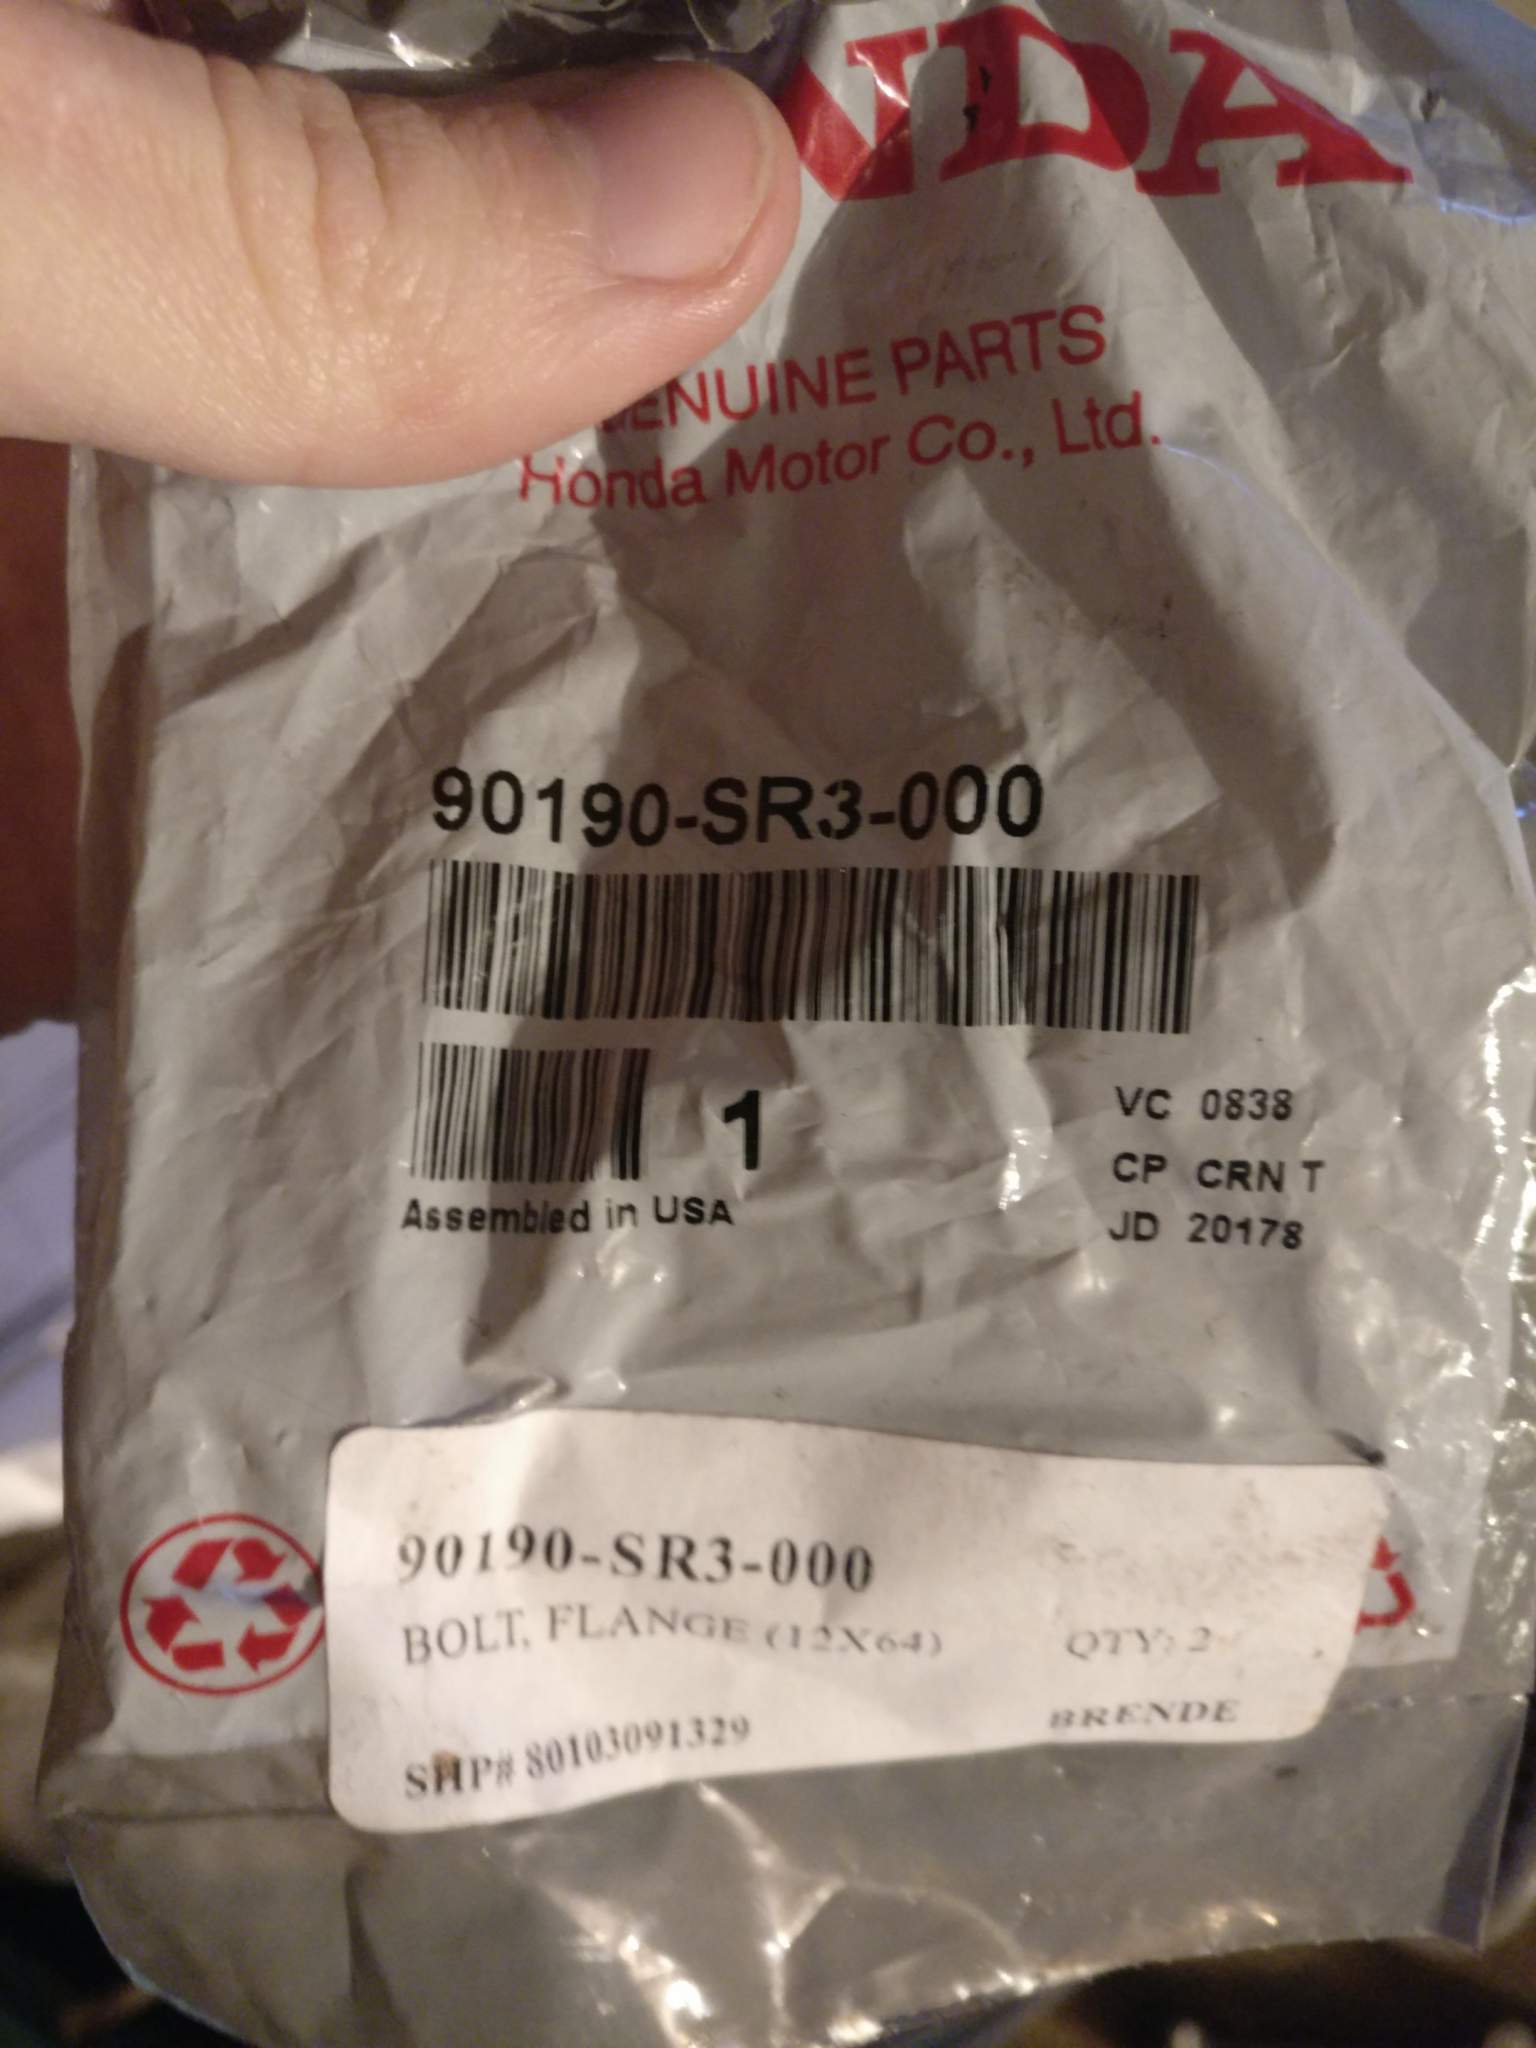 NDA
GENUINE PARTS
Honda Motor Co., Ltd.
90190-SR3-000
1
VC 0838
CP CRN T
JD 20178
Assembled in USA
90190-SR3-000
BOLT, FLANGE (12X64) QTY: 2
SHP# 80103091329 BRENDE